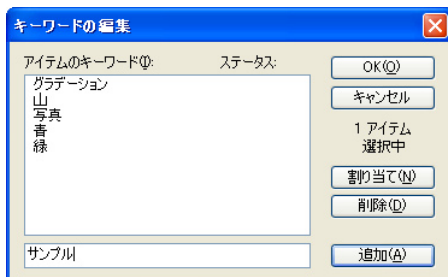 キーワードの編集
アイテムのキーワード(I): ステータス:
グラデーション
山
写真
青
緑
サンプル
OK(O)
キャンセル
1 アイテム
選択中
割り当て(N)
削除(D)
追加(A)